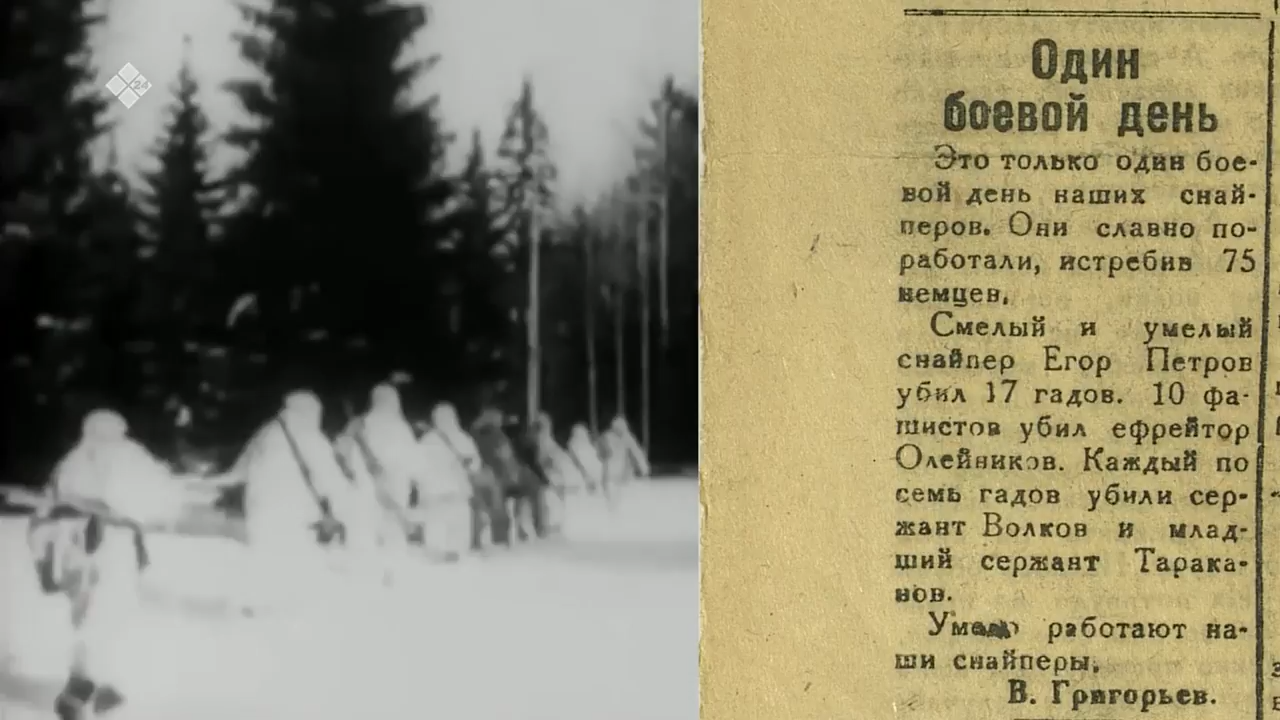 24
Один
боевой день
Это только один бое-
вой день наших снай-
перов. Они славно по-
работали, истребив 75
немцев.
Смелый и умелый
снайпер Егор Петров
убил 17 гадов. 10 фа-
шистов убил ефрейтор
Олейников. Каждый по
семь гадов убили сер-
жант Волков и млад-
ший сержант Тарака-
нов.
работают на-
ши снайперы.
В. Григорьев.